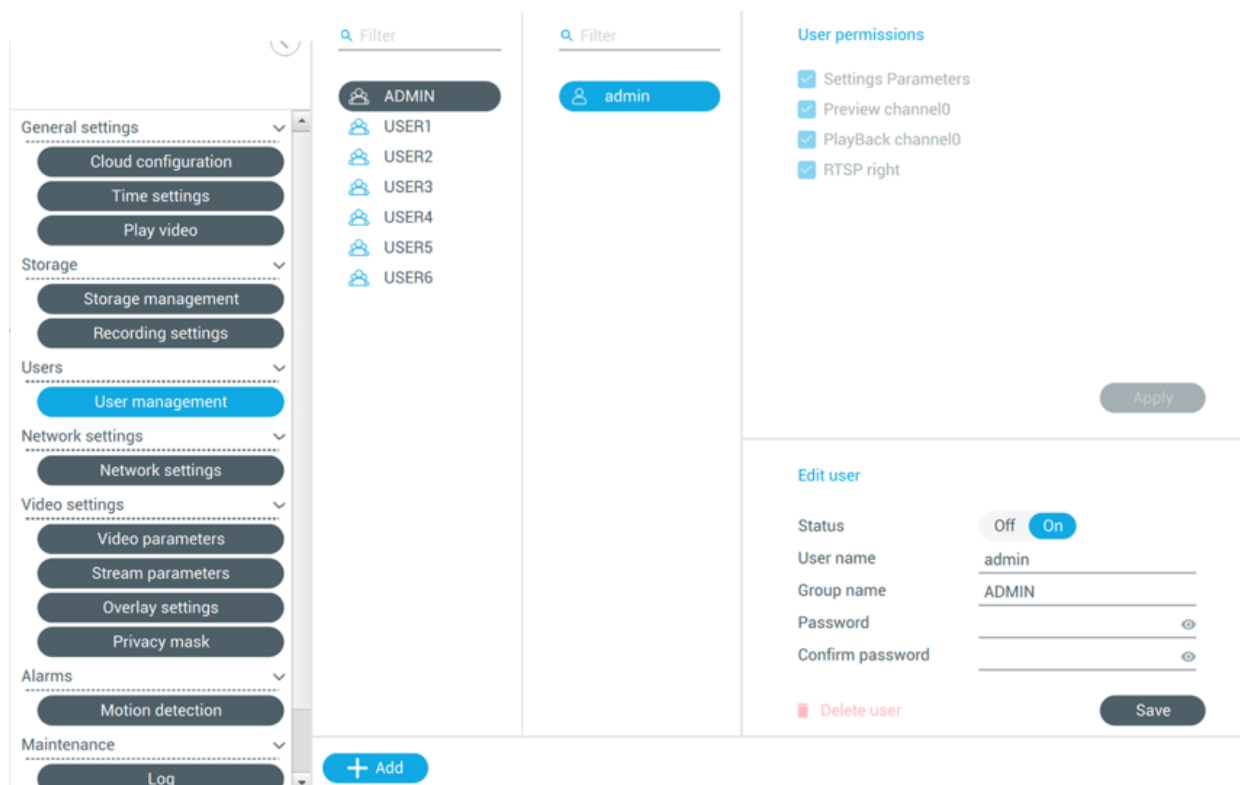 General settings
Cloud configuration
Time settings
Play video
Storage
Storage management
Recording settings
Users
User management
Network settings
Network settings
Video settings
Video parameters
Stream parameters
Overlay settings
Privacy mask
Alarms
Motion detection
Maintenance
Log
Filter
ADMIN
USER1
USER2
USER3
USER4
USER5
USER6
Add
Filter
admin
User permissions
Settings Parameters
Preview channel0
PlayBack channel0
RTSP right
Apply
Edit user
Status Off On
User name admin
Group name ADMIN
Password
Confirm password
Delete user Save